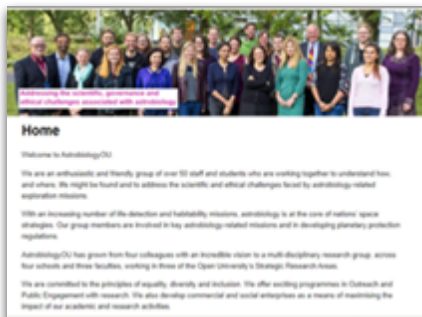 Addressing the scientific, governance and
ethical challenges associated with astrobiology
Home
Welcome to AstrobiologyOU.
We are an enthusiastic and friendly group of over 50 staff and students who are working together to understand how,
and where, life might be found and to address the scientific and ethical challenges faced by astrobiology-related
exploration missions.
With an increasing number of life-detection and habitability missions, astrobiology is at the core of nations' space
strategies. Our group members are involved in key astrobiology-related missions and in developing planetary protection
regulations.
AstrobiologyOU has grown from four colleagues with an incredible vision to a multi-disciplinary research group, across
four schools and three faculties, working in three of the Open University's Strategic Research Areas.
We are committed to the principles of equality, diversity and inclusion. We offer exciting programmes in Outreach and
Public Engagement with research. We also develop commercial and social enterprises as a means of maximising the
impact of our academic and research activities.